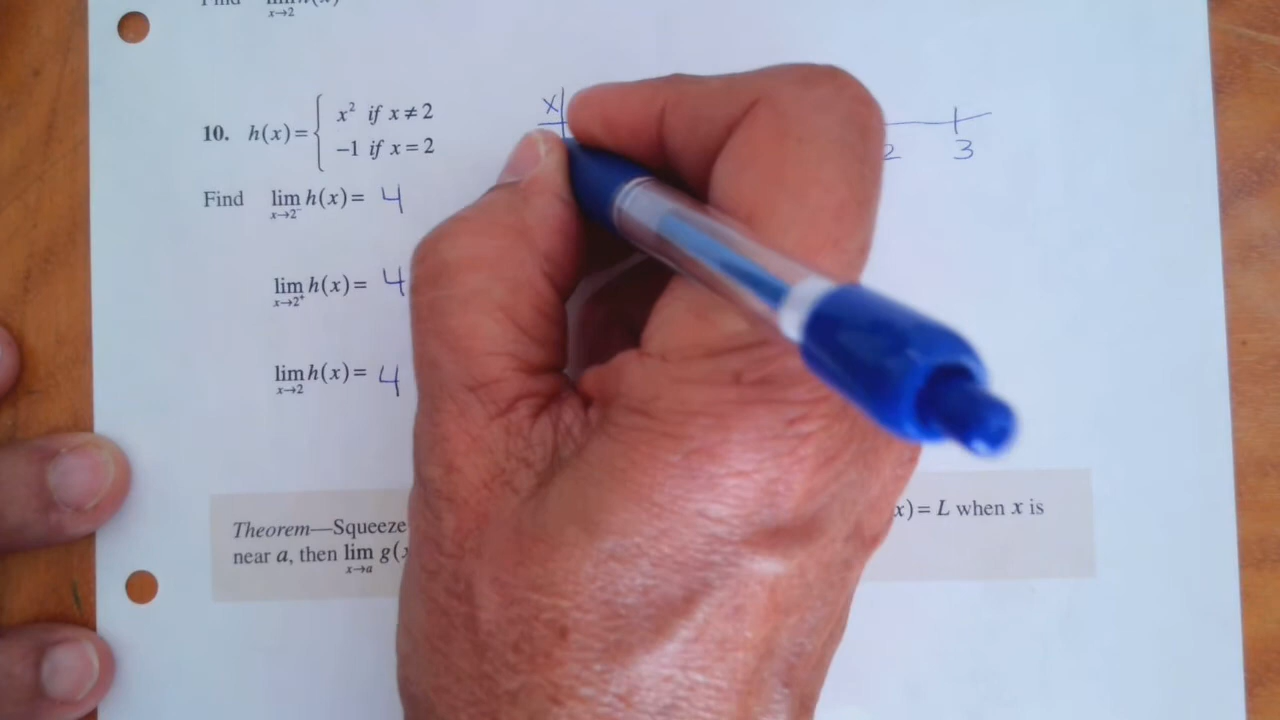 x→2
10. h(x) = { x² if x ≠ 2
−1 if x = 2
x
2 3
Find lim h(x) = 4
x→2⁻
lim h(x) = 4
x→2⁺
lim h(x) = 4
x→2
Theorem—Squeeze x) = L when x is
near a, then lim g(x
x→a